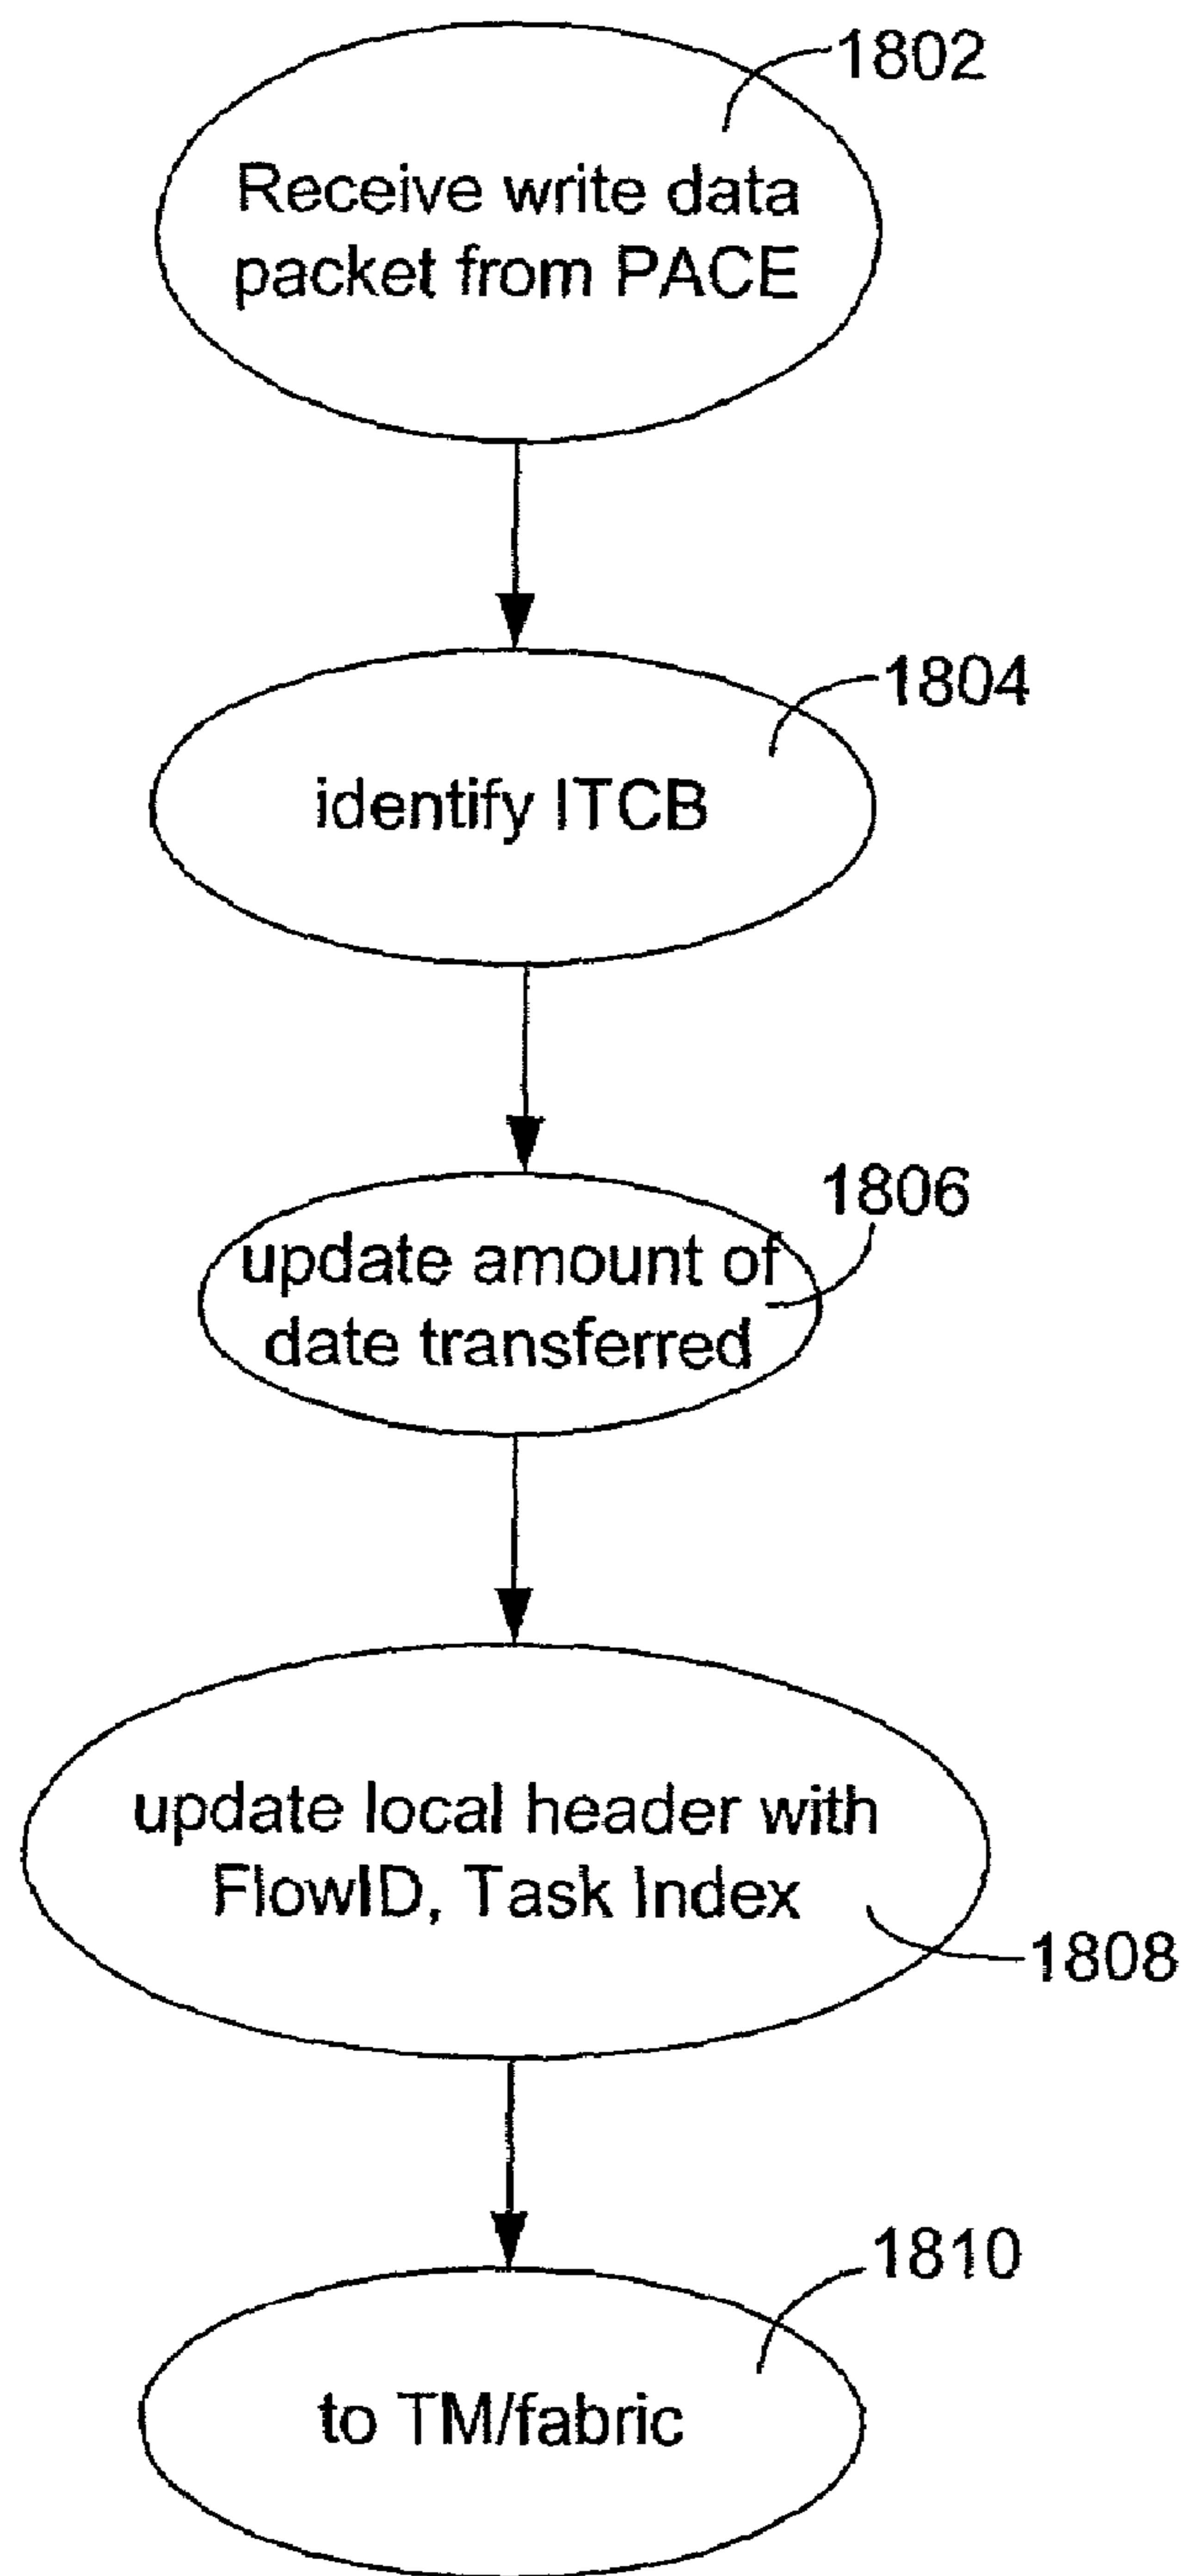 1802
Receive write data
packet from PACE
1804
identify ITCB
1806
update amount of
date transferred
update local header with
FlowID, Task Index
1808
1810
to TM/fabric